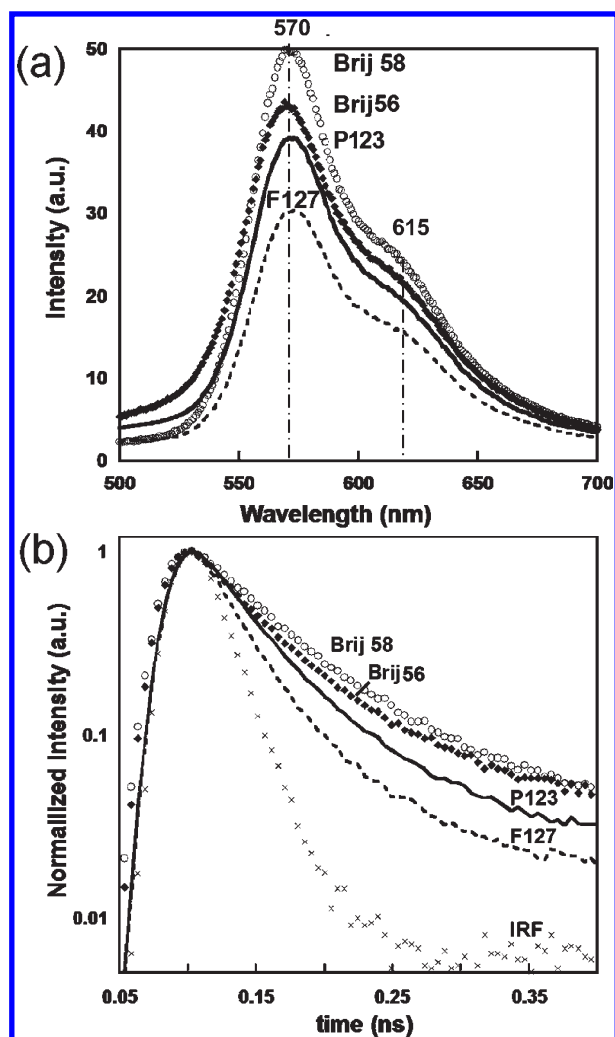 (a)
570
50
Brij 58
Brij56
40
P123
F127
30
615
20
10
0
Intensity (a.u.)
500 550 600 650 700
Wavelength (nm)
(b)
1
Brij 58
Brij56
0.1
P123
F127
IRF
0.01
Normallized Intensity (a.u.)
0.05 0.15 0.25 0.35
time (ns)